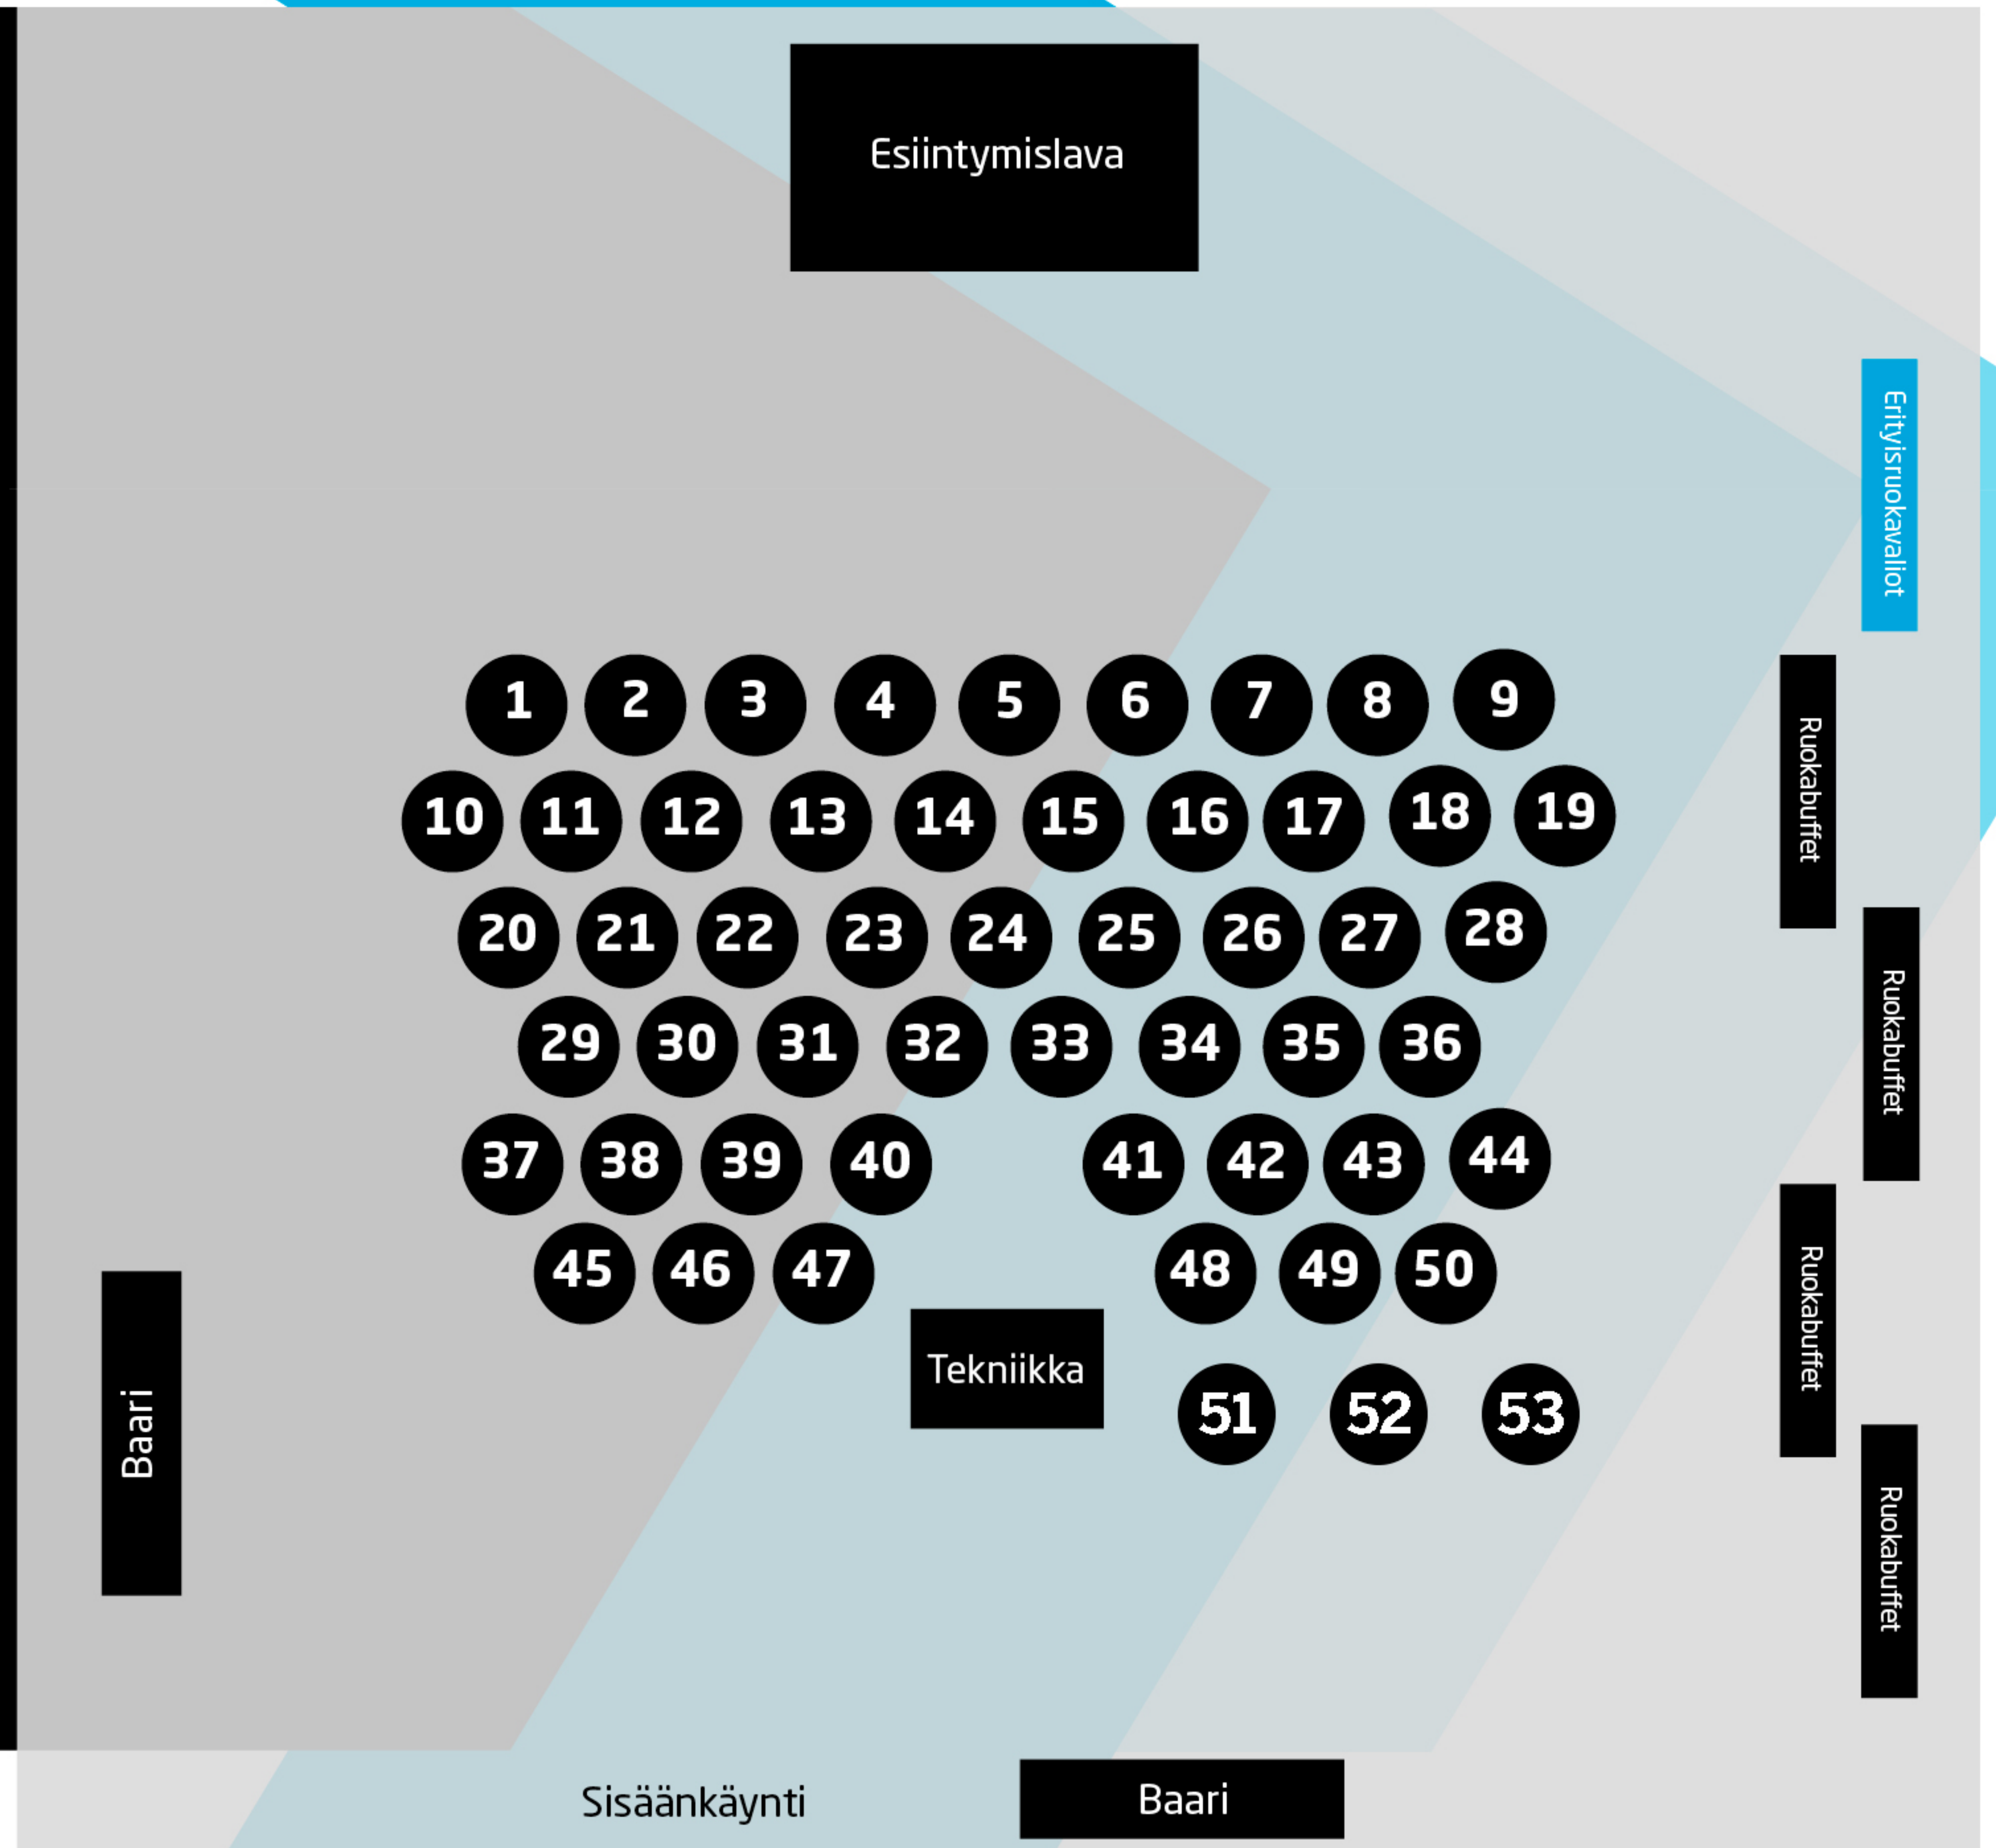 Esiintymislava
Erityisruokavaliot
1 2 3 4 5 6 7 8 9
Ruokabuffet
10 11 12 13 14 15 16 17 18 19
20 21 22 23 24 25 26 27 28
Ruokabuffet
29 30 31 32 33 34 35 36
37 38 39 40 41 42 43 44
45 46 47 48 49 50
Ruokabuffet
Tekniikka
51 52 53
Baari
Ruokabuffet
Sisäänkäynti
Baari